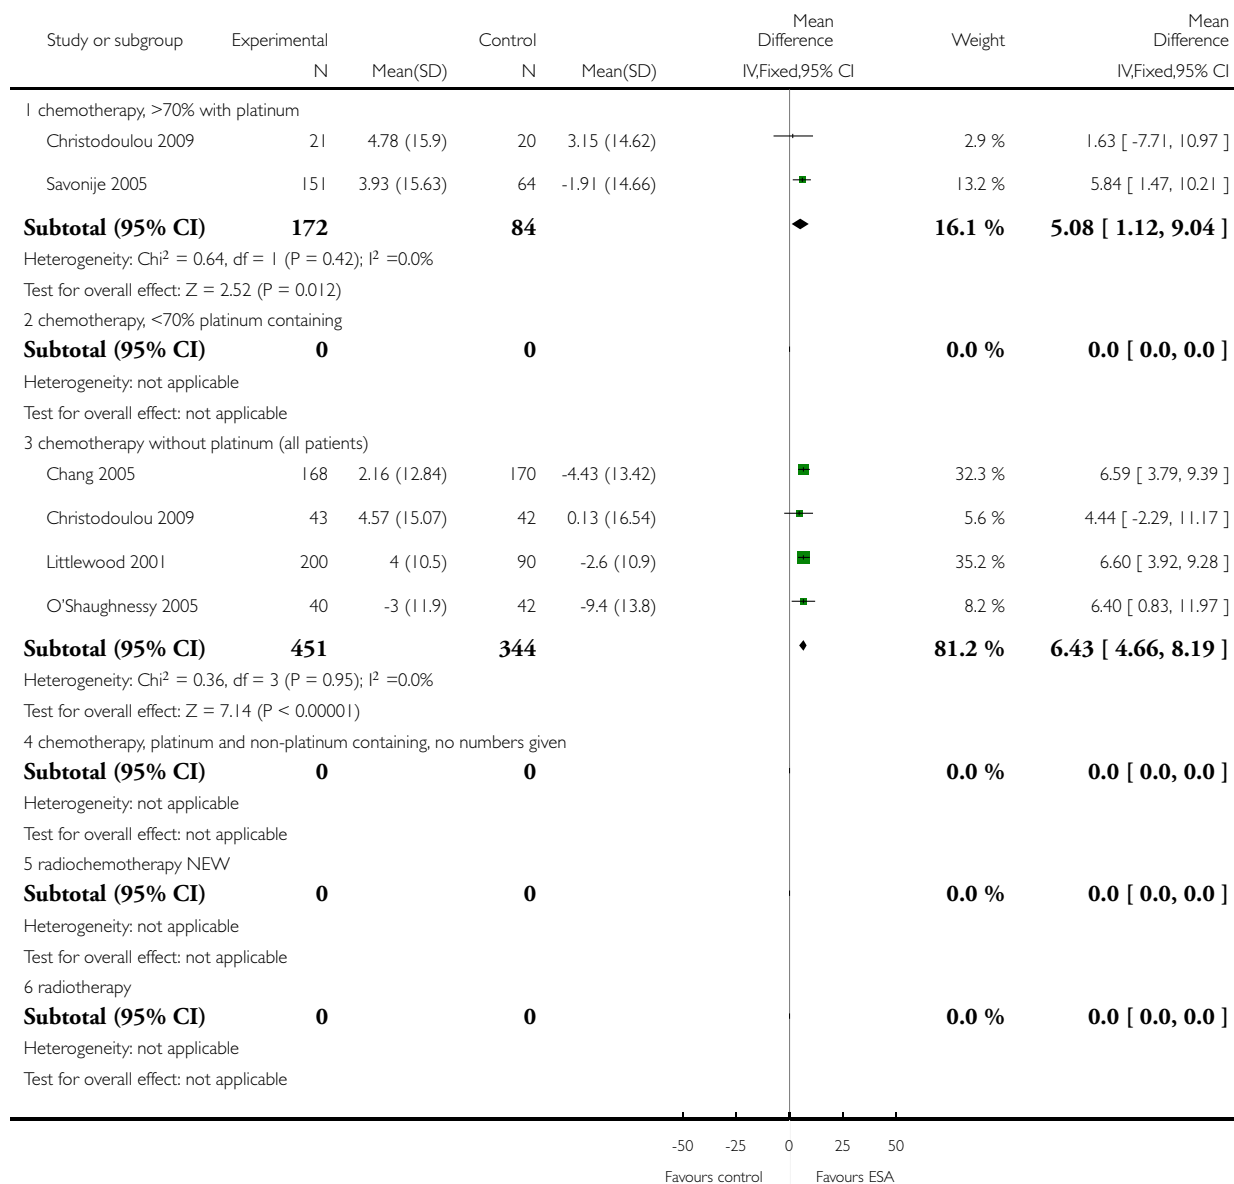 Study or subgroup Experimental Control Mean Difference Weight Mean Difference
N Mean(SD) N Mean(SD) IV,Fixed,95% CI IV,Fixed,95% CI
1 chemotherapy, >70% with platinum
Christodoulou 2009 21 4.78 (15.9) 20 3.15 (14.62) 2.9 % 1.63 [ -7.71, 10.97 ]
Savonije 2005 151 3.93 (15.63) 64 -1.91 (14.66) 13.2 % 5.84 [ 1.47, 10.21 ]
Subtotal (95% CI) 172 84 16.1 % 5.08 [ 1.12, 9.04 ]
Heterogeneity: Chi² = 0.64, df = 1 (P = 0.42); I² =0.0%
Test for overall effect: Z = 2.52 (P = 0.012)
2 chemotherapy, <70% platinum containing
Subtotal (95% CI) 0 0 0.0 % 0.0 [ 0.0, 0.0 ]
Heterogeneity: not applicable
Test for overall effect: not applicable
3 chemotherapy without platinum (all patients)
Chang 2005 168 2.16 (12.84) 170 -4.43 (13.42) 32.3 % 6.59 [ 3.79, 9.39 ]
Christodoulou 2009 43 4.57 (15.07) 42 0.13 (16.54) 5.6 % 4.44 [ -2.29, 11.17 ]
Littlewood 2001 200 4 (10.5) 90 -2.6 (10.9) 35.2 % 6.60 [ 3.92, 9.28 ]
O'Shaughnessy 2005 40 -3 (11.9) 42 -9.4 (13.8) 8.2 % 6.40 [ 0.83, 11.97 ]
Subtotal (95% CI) 451 344 81.2 % 6.43 [ 4.66, 8.19 ]
Heterogeneity: Chi² = 0.36, df = 3 (P = 0.95); I² =0.0%
Test for overall effect: Z = 7.14 (P < 0.00001)
4 chemotherapy, platinum and non-platinum containing, no numbers given
Subtotal (95% CI) 0 0 0.0 % 0.0 [ 0.0, 0.0 ]
Heterogeneity: not applicable
Test for overall effect: not applicable
5 radiochemotherapy NEW
Subtotal (95% CI) 0 0 0.0 % 0.0 [ 0.0, 0.0 ]
Heterogeneity: not applicable
Test for overall effect: not applicable
6 radiotherapy
Subtotal (95% CI) 0 0 0.0 % 0.0 [ 0.0, 0.0 ]
Heterogeneity: not applicable
Test for overall effect: not applicable
-50 -25 0 25 50
Favours control Favours ESA